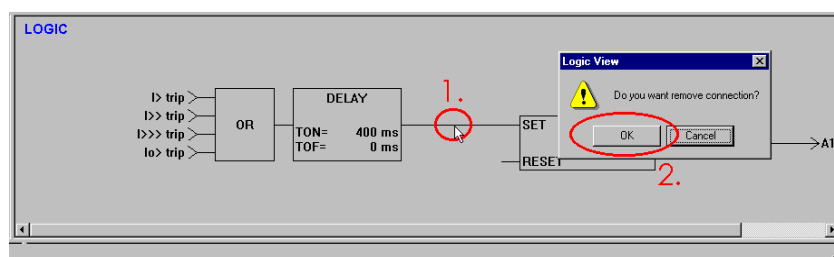 LOGIC
1.
Logic View
Do you want remove connection?
OK
Cancel
I> trip
I>> trip
I>>> trip
Io> trip
OR
DELAY
TON= 400 ms
TOF= 0 ms
SET
RESET
A1
2.